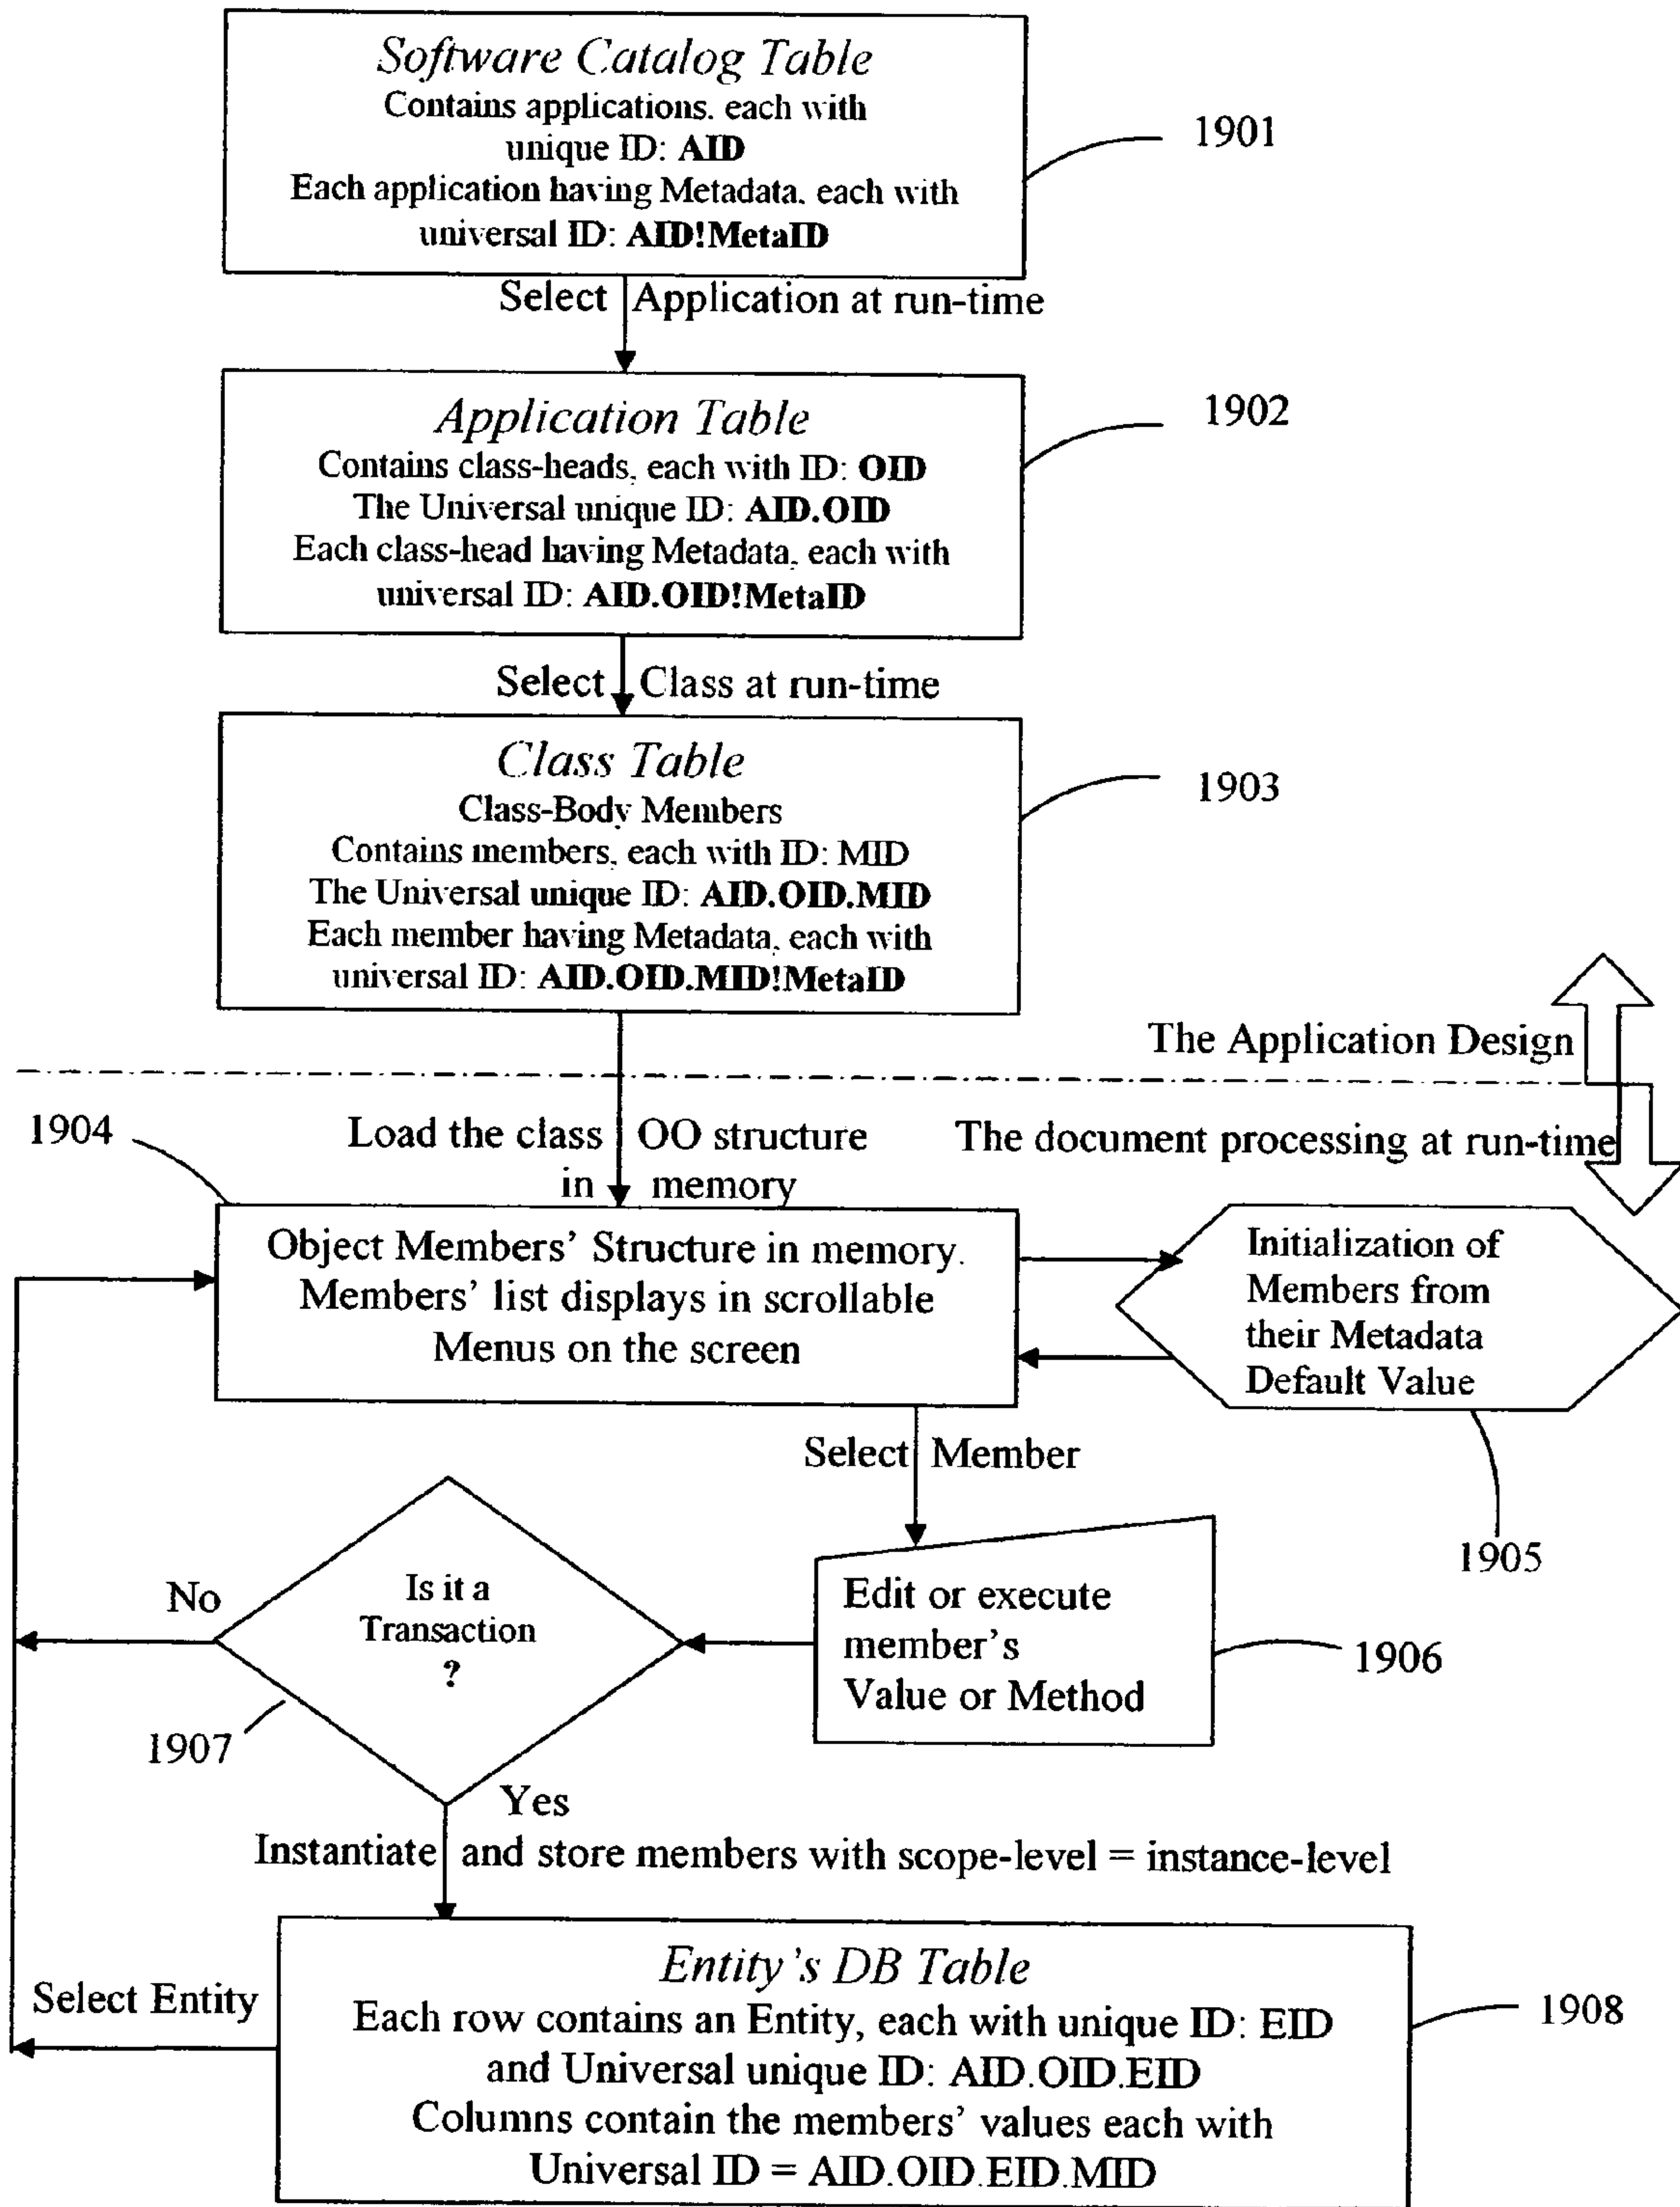 Software Catalog Table
Contains applications, each with
unique ID: AID
Each application having Metadata, each with
universal ID: AID!MetaID
1901
Select Application at run-time
Application Table
Contains class-heads, each with ID: OID
The Universal unique ID: AID.OID
Each class-head having Metadata, each with
universal ID: AID.OID!MetaID
1902
Select Class at run-time
Class Table
Class-Body Members
Contains members, each with ID: MID
The Universal unique ID: AID.OID.MID
Each member having Metadata, each with
universal ID: AID.OID.MID!MetaID
1903
The Application Design
1904
Load the class OO structure
in memory
The document processing at run-time
Object Members' Structure in memory.
Members' list displays in scrollable
Menus on the screen
Initialization of
Members from
their Metadata
Default Value
1905
Select Member
Edit or execute
member's
Value or Method
1906
Is it a
Transaction
?
No
1907
Yes
Instantiate and store members with scope-level = instance-level
Entity's DB Table
Each row contains an Entity, each with unique ID: EID
and Universal unique ID: AID.OID.EID
Columns contain the members' values each with
Universal ID = AID.OID.EID.MID
Select Entity
1908